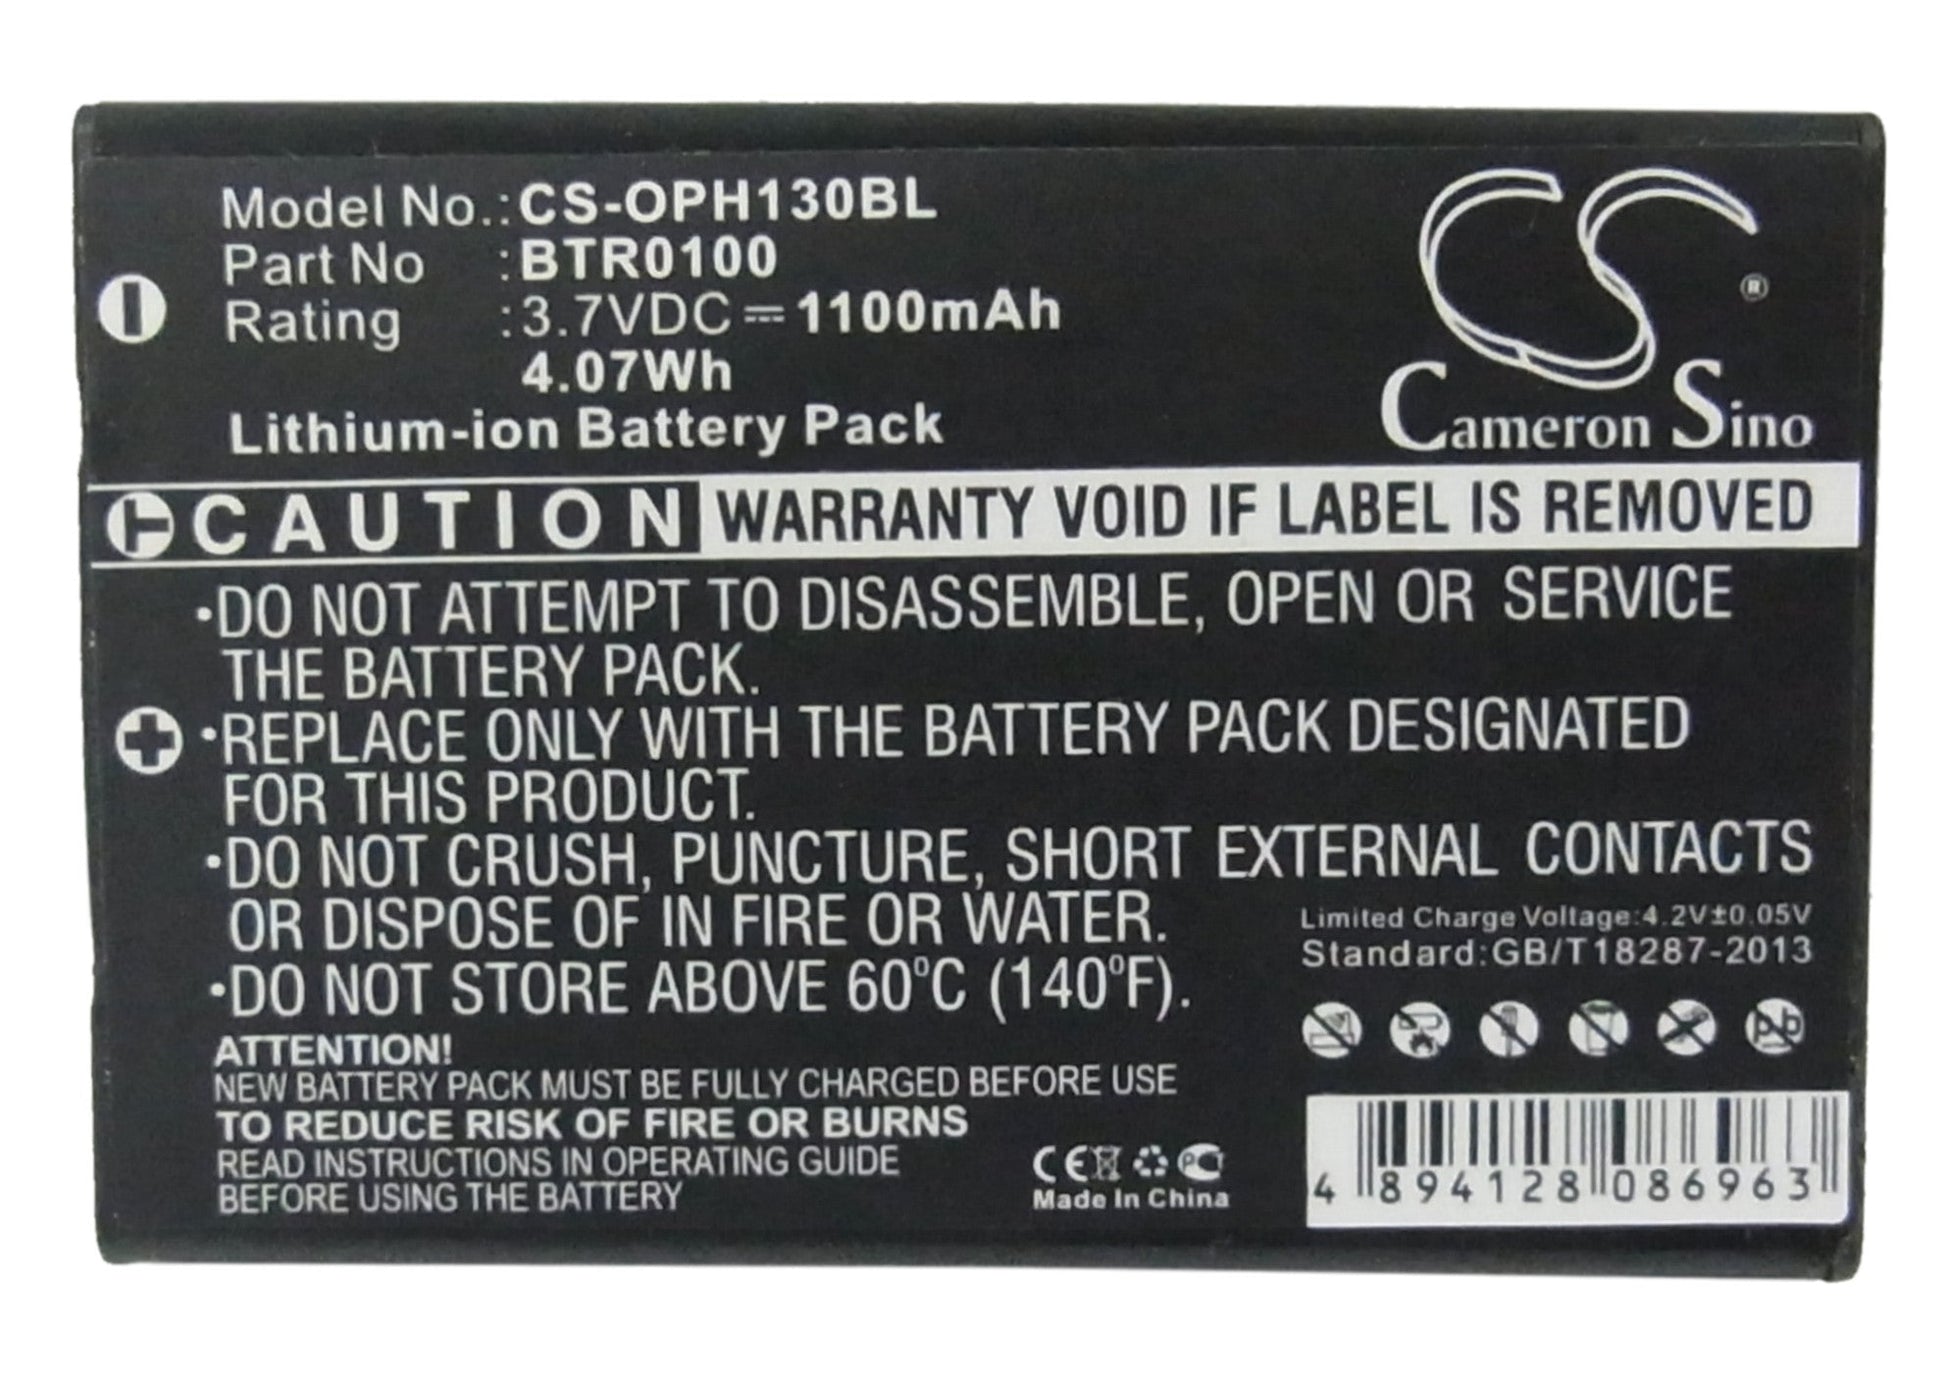 Model No.:CS-OPH130BL
Part No :BTR0100
Rating :3.7VDC⎓1100mAh
4.07Wh
Lithium-ion Battery Pack
CS®
Cameron Sino
CAUTION WARRANTY VOID IF LABEL IS REMOVED
•DO NOT ATTEMPT TO DISASSEMBLE, OPEN OR SERVICE
THE BATTERY PACK.
•REPLACE ONLY WITH THE BATTERY PACK DESIGNATED
FOR THIS PRODUCT.
•DO NOT CRUSH, PUNCTURE, SHORT EXTERNAL CONTACTS
OR DISPOSE OF IN FIRE OR WATER.
•DO NOT STORE ABOVE 60°C (140°F).
Limited Charge Voltage:4.2V±0.05V
Standard:GB/T18287-2013
Pb
ATTENTION!
NEW BATTERY PACK MUST BE FULLY CHARGED BEFORE USE
TO REDUCE RISK OF FIRE OR BURNS
READ INSTRUCTIONS IN OPERATING GUIDE
BEFORE USING THE BATTERY
CE PCT
Made In China
4 894128 086963